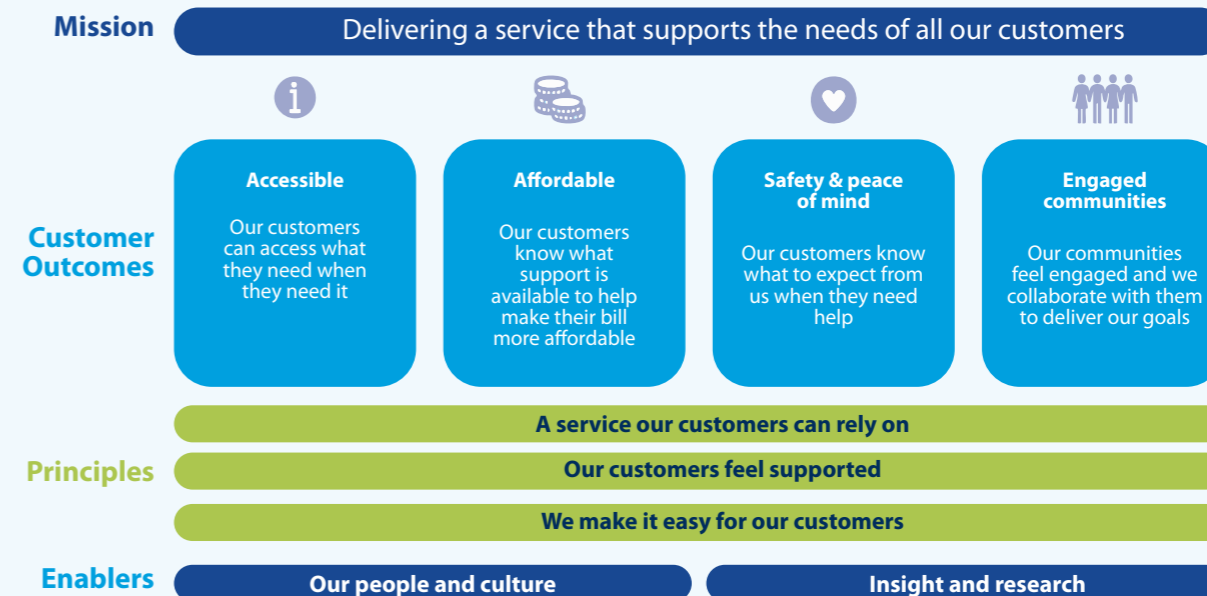 Mission
Delivering a service that supports the needs of all our customers
i
Customer
Outcomes
Accessible
Our customers
can access what
they need when
they need it
Affordable
Our customers
know what
support is
available to help
make their bill
more affordable
Safety & peace
of mind
Our customers know
what to expect from
us when they need
help
Engaged
communities
Our communities
feel engaged and we
collaborate with them
to deliver our goals
Principles
A service our customers can rely on
Our customers feel supported
We make it easy for our customers
Enablers
Our people and culture
Insight and research